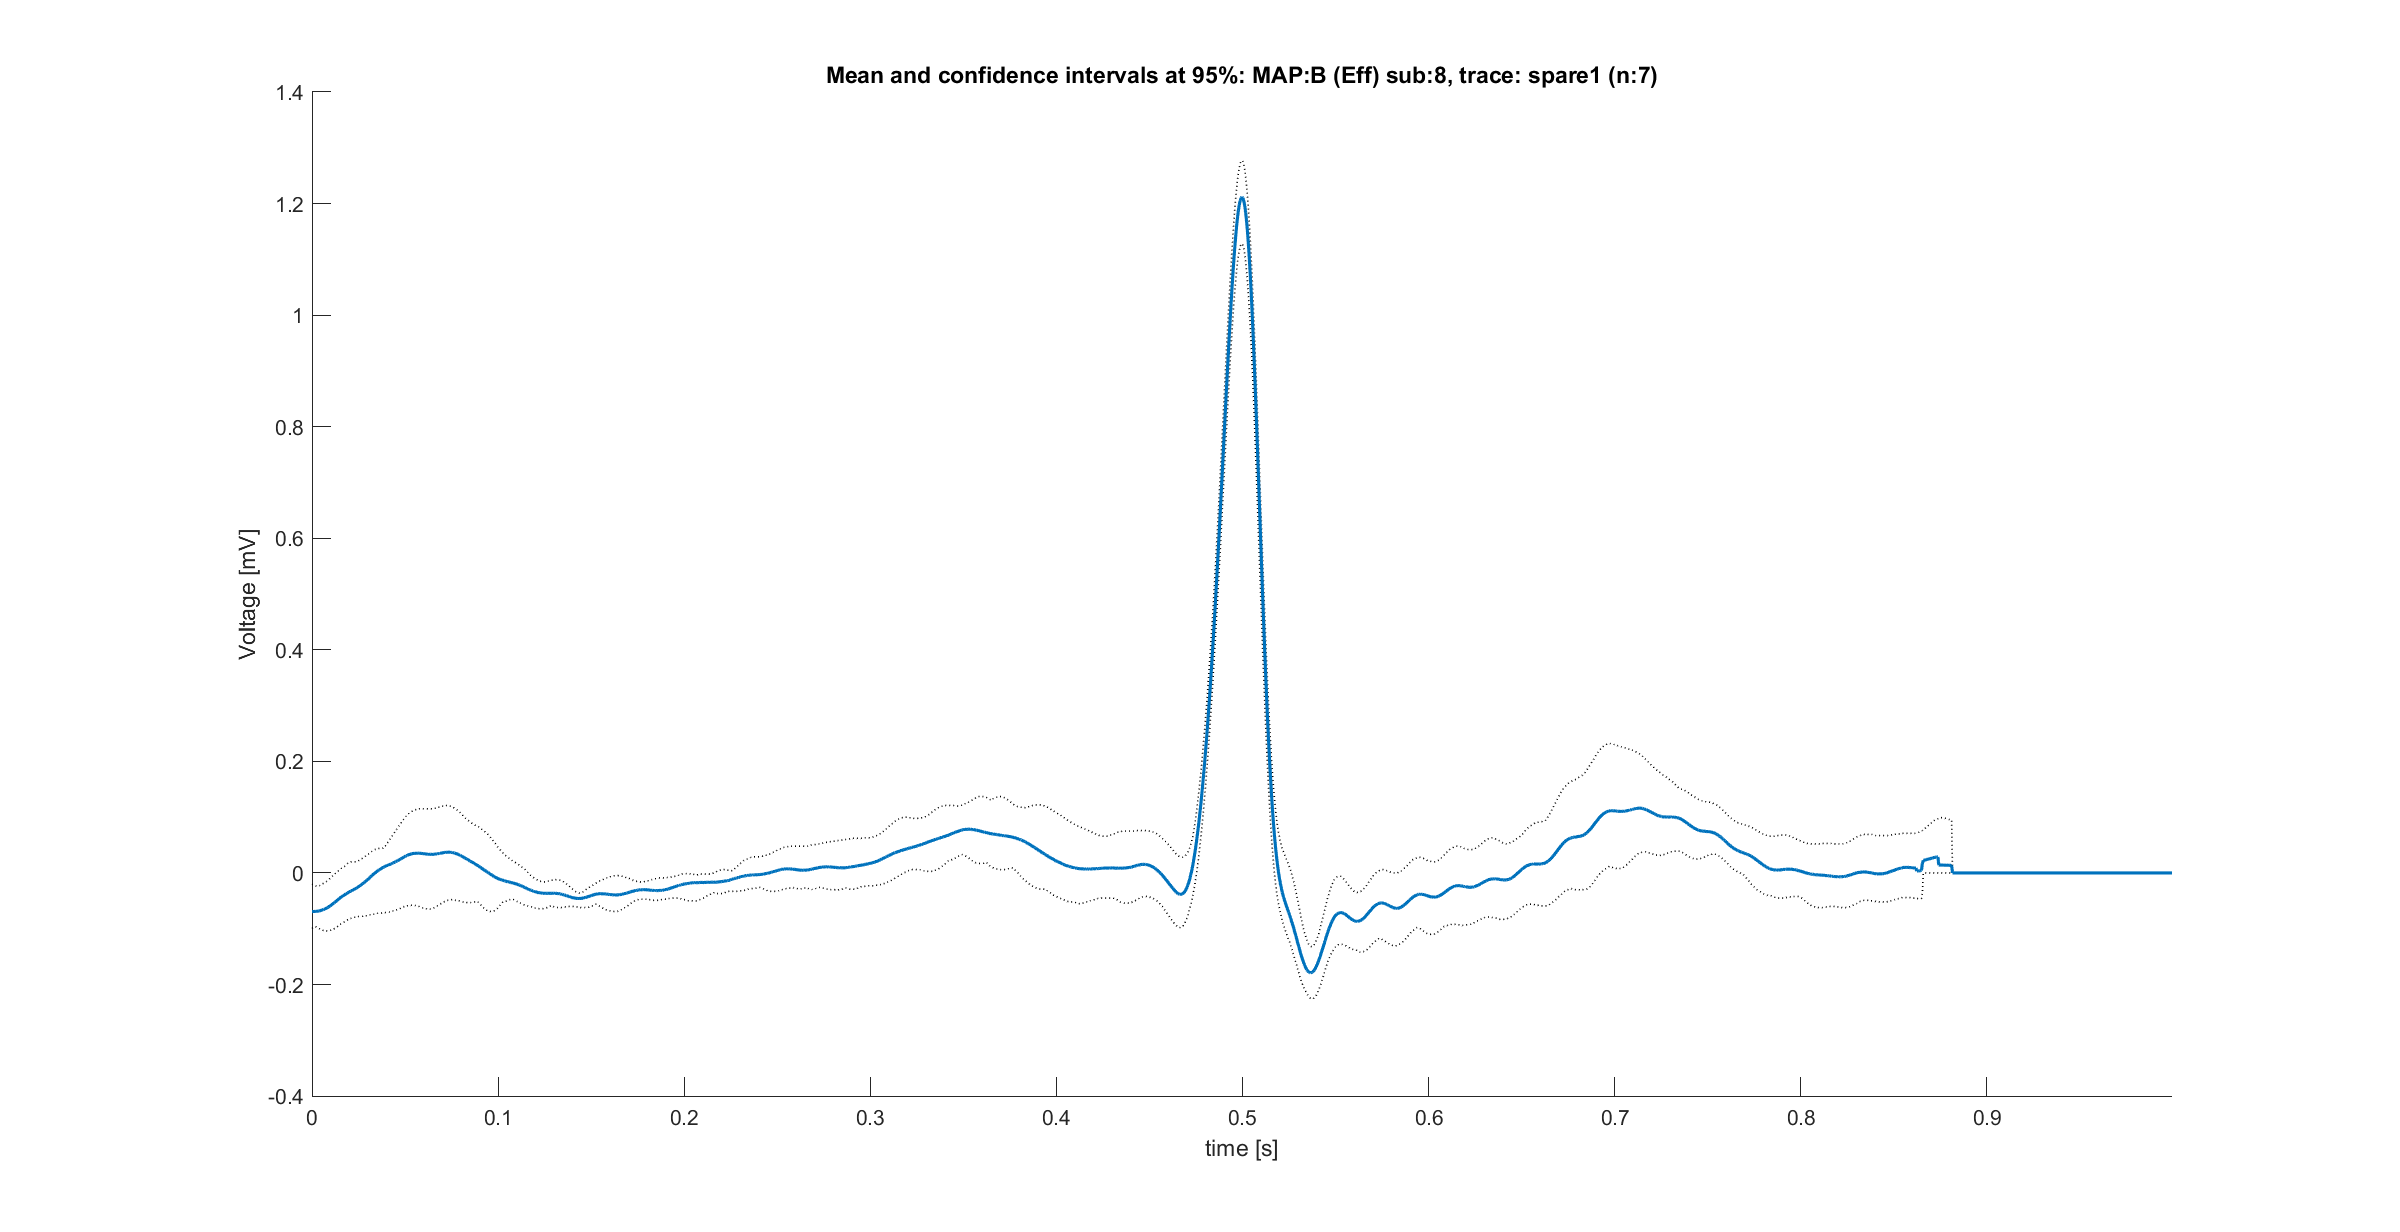 Mean and confidence intervals at 95%: MAP:B (Eff) sub:8, trace: spare1 (n:7)
1.4
1.2
1
0.8
0.6
0.4
0.2
0
-0.2
-0.4
Voltage [mV]
0 0.1 0.2 0.3 0.4 0.5 0.6 0.7 0.8 0.9
time [s]